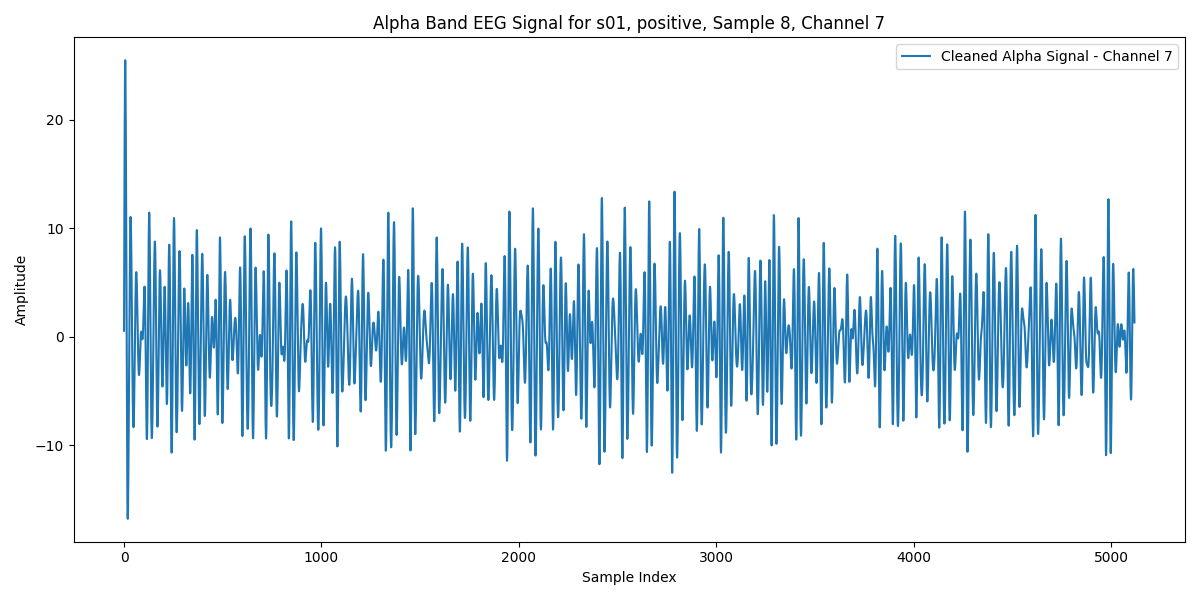 Alpha Band EEG Signal for s01, positive, Sample 8, Channel 7
Cleaned Alpha Signal - Channel 7
Amplitude
20
10
0
−10
0 1000 2000 3000 4000 5000
Sample Index